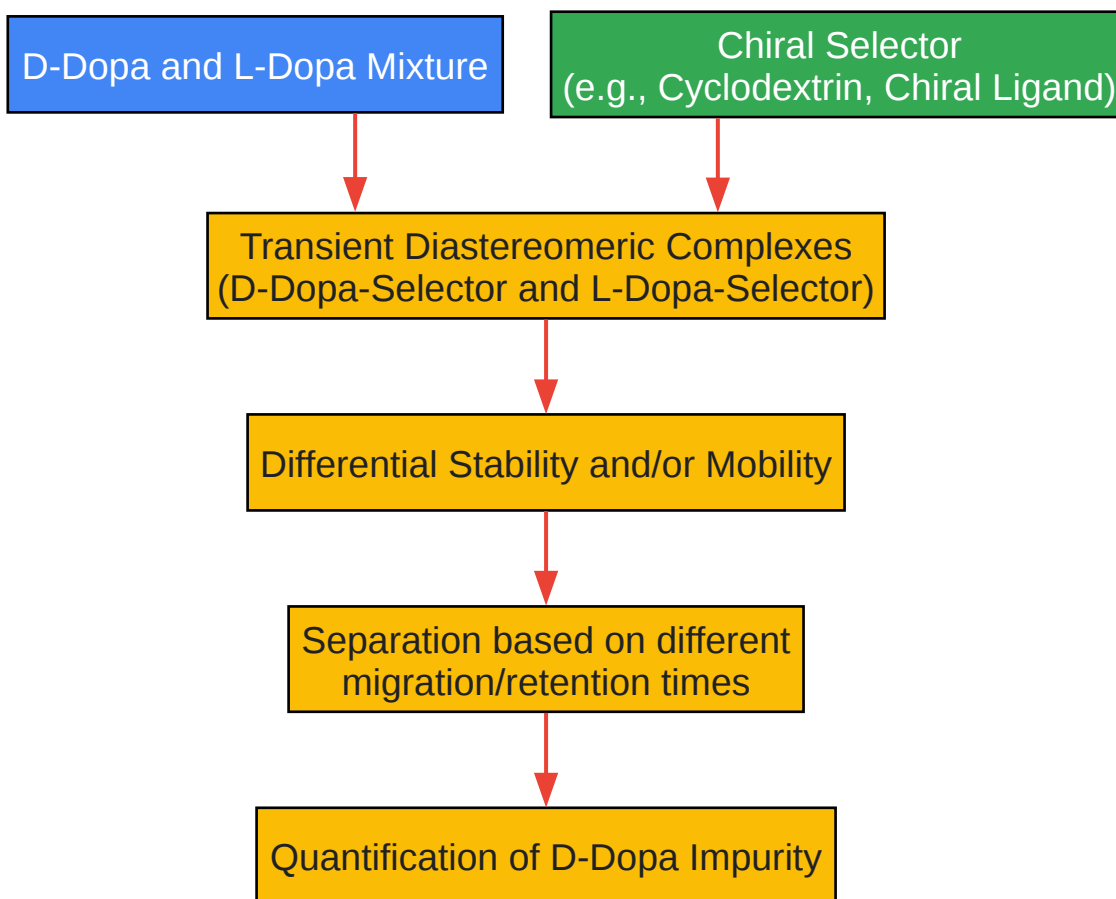 D-Dopa and L-Dopa Mixture
Chiral Selector
(e.g., Cyclodextrin, Chiral Ligand)
Transient Diastereomeric Complexes
(D-Dopa-Selector and L-Dopa-Selector)
Differential Stability and/or Mobility
Separation based on different
migration/retention times
Quantification of D-Dopa Impurity